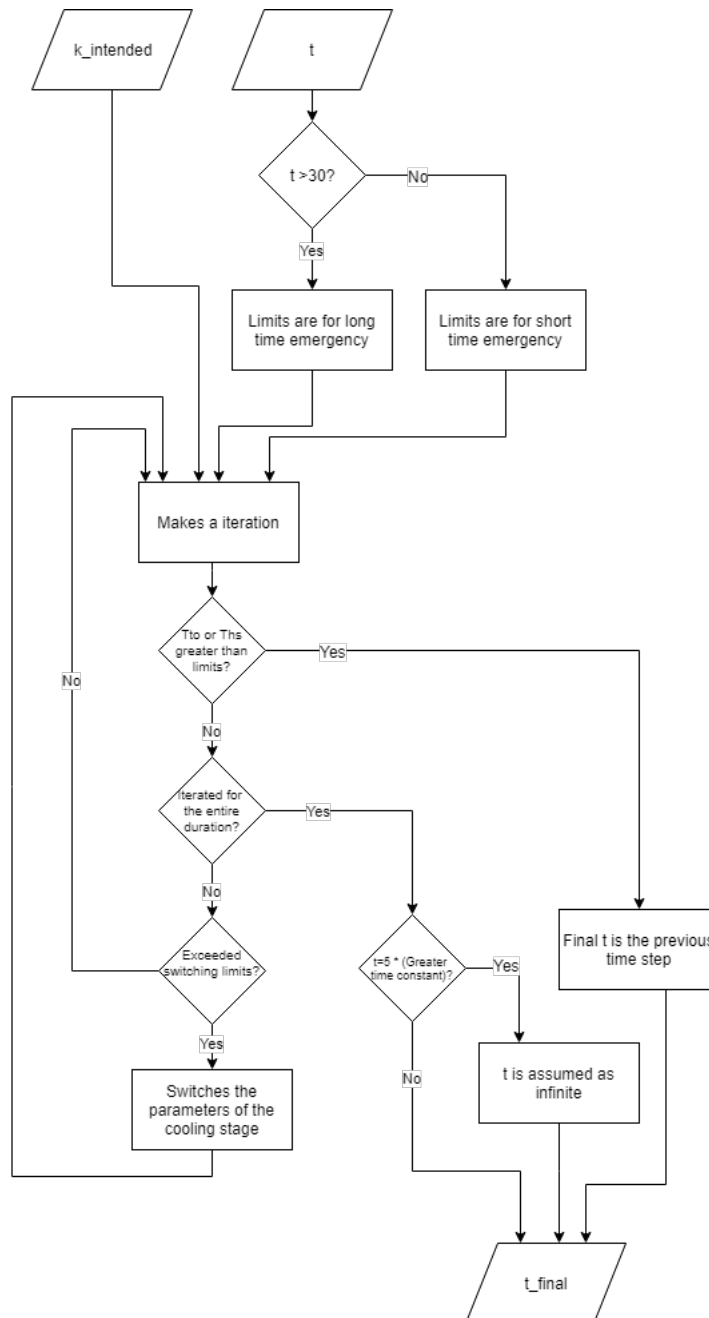 k_intended
t
t >30?
No
Yes
Limits are for long
time emergency
Limits are for short
time emergency
Makes a iteration
Tto or Ths
greater than
limits?
Yes
No
No
Iterated for
the entire
duration?
Yes
No
Exceeded
switching limits?
t=5 * (Greater
time constant)?
Yes
Final t is the previous
time step
Yes
No
Switches the
parameters of the
cooling stage
t is assumed as
infinite
t_final